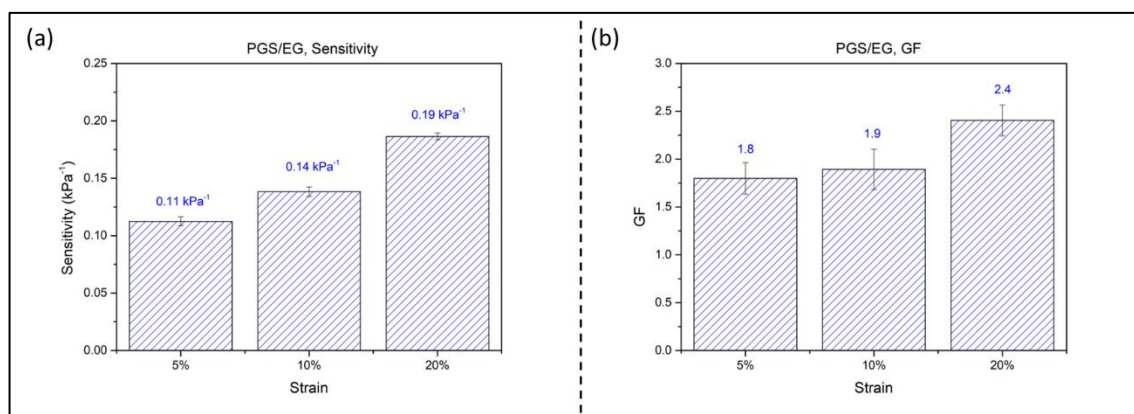 (a)
PGS/EG, Sensitivity
0.25
0.20
0.15
0.10
0.05
0.00
Sensitivity (kPa⁻¹)
0.11 kPa⁻¹
0.14 kPa⁻¹
0.19 kPa⁻¹
5%
10%
20%
Strain
(b)
PGS/EG, GF
3.0
2.5
2.0
1.5
1.0
0.5
0.0
GF
1.8
1.9
2.4
5%
10%
20%
Strain